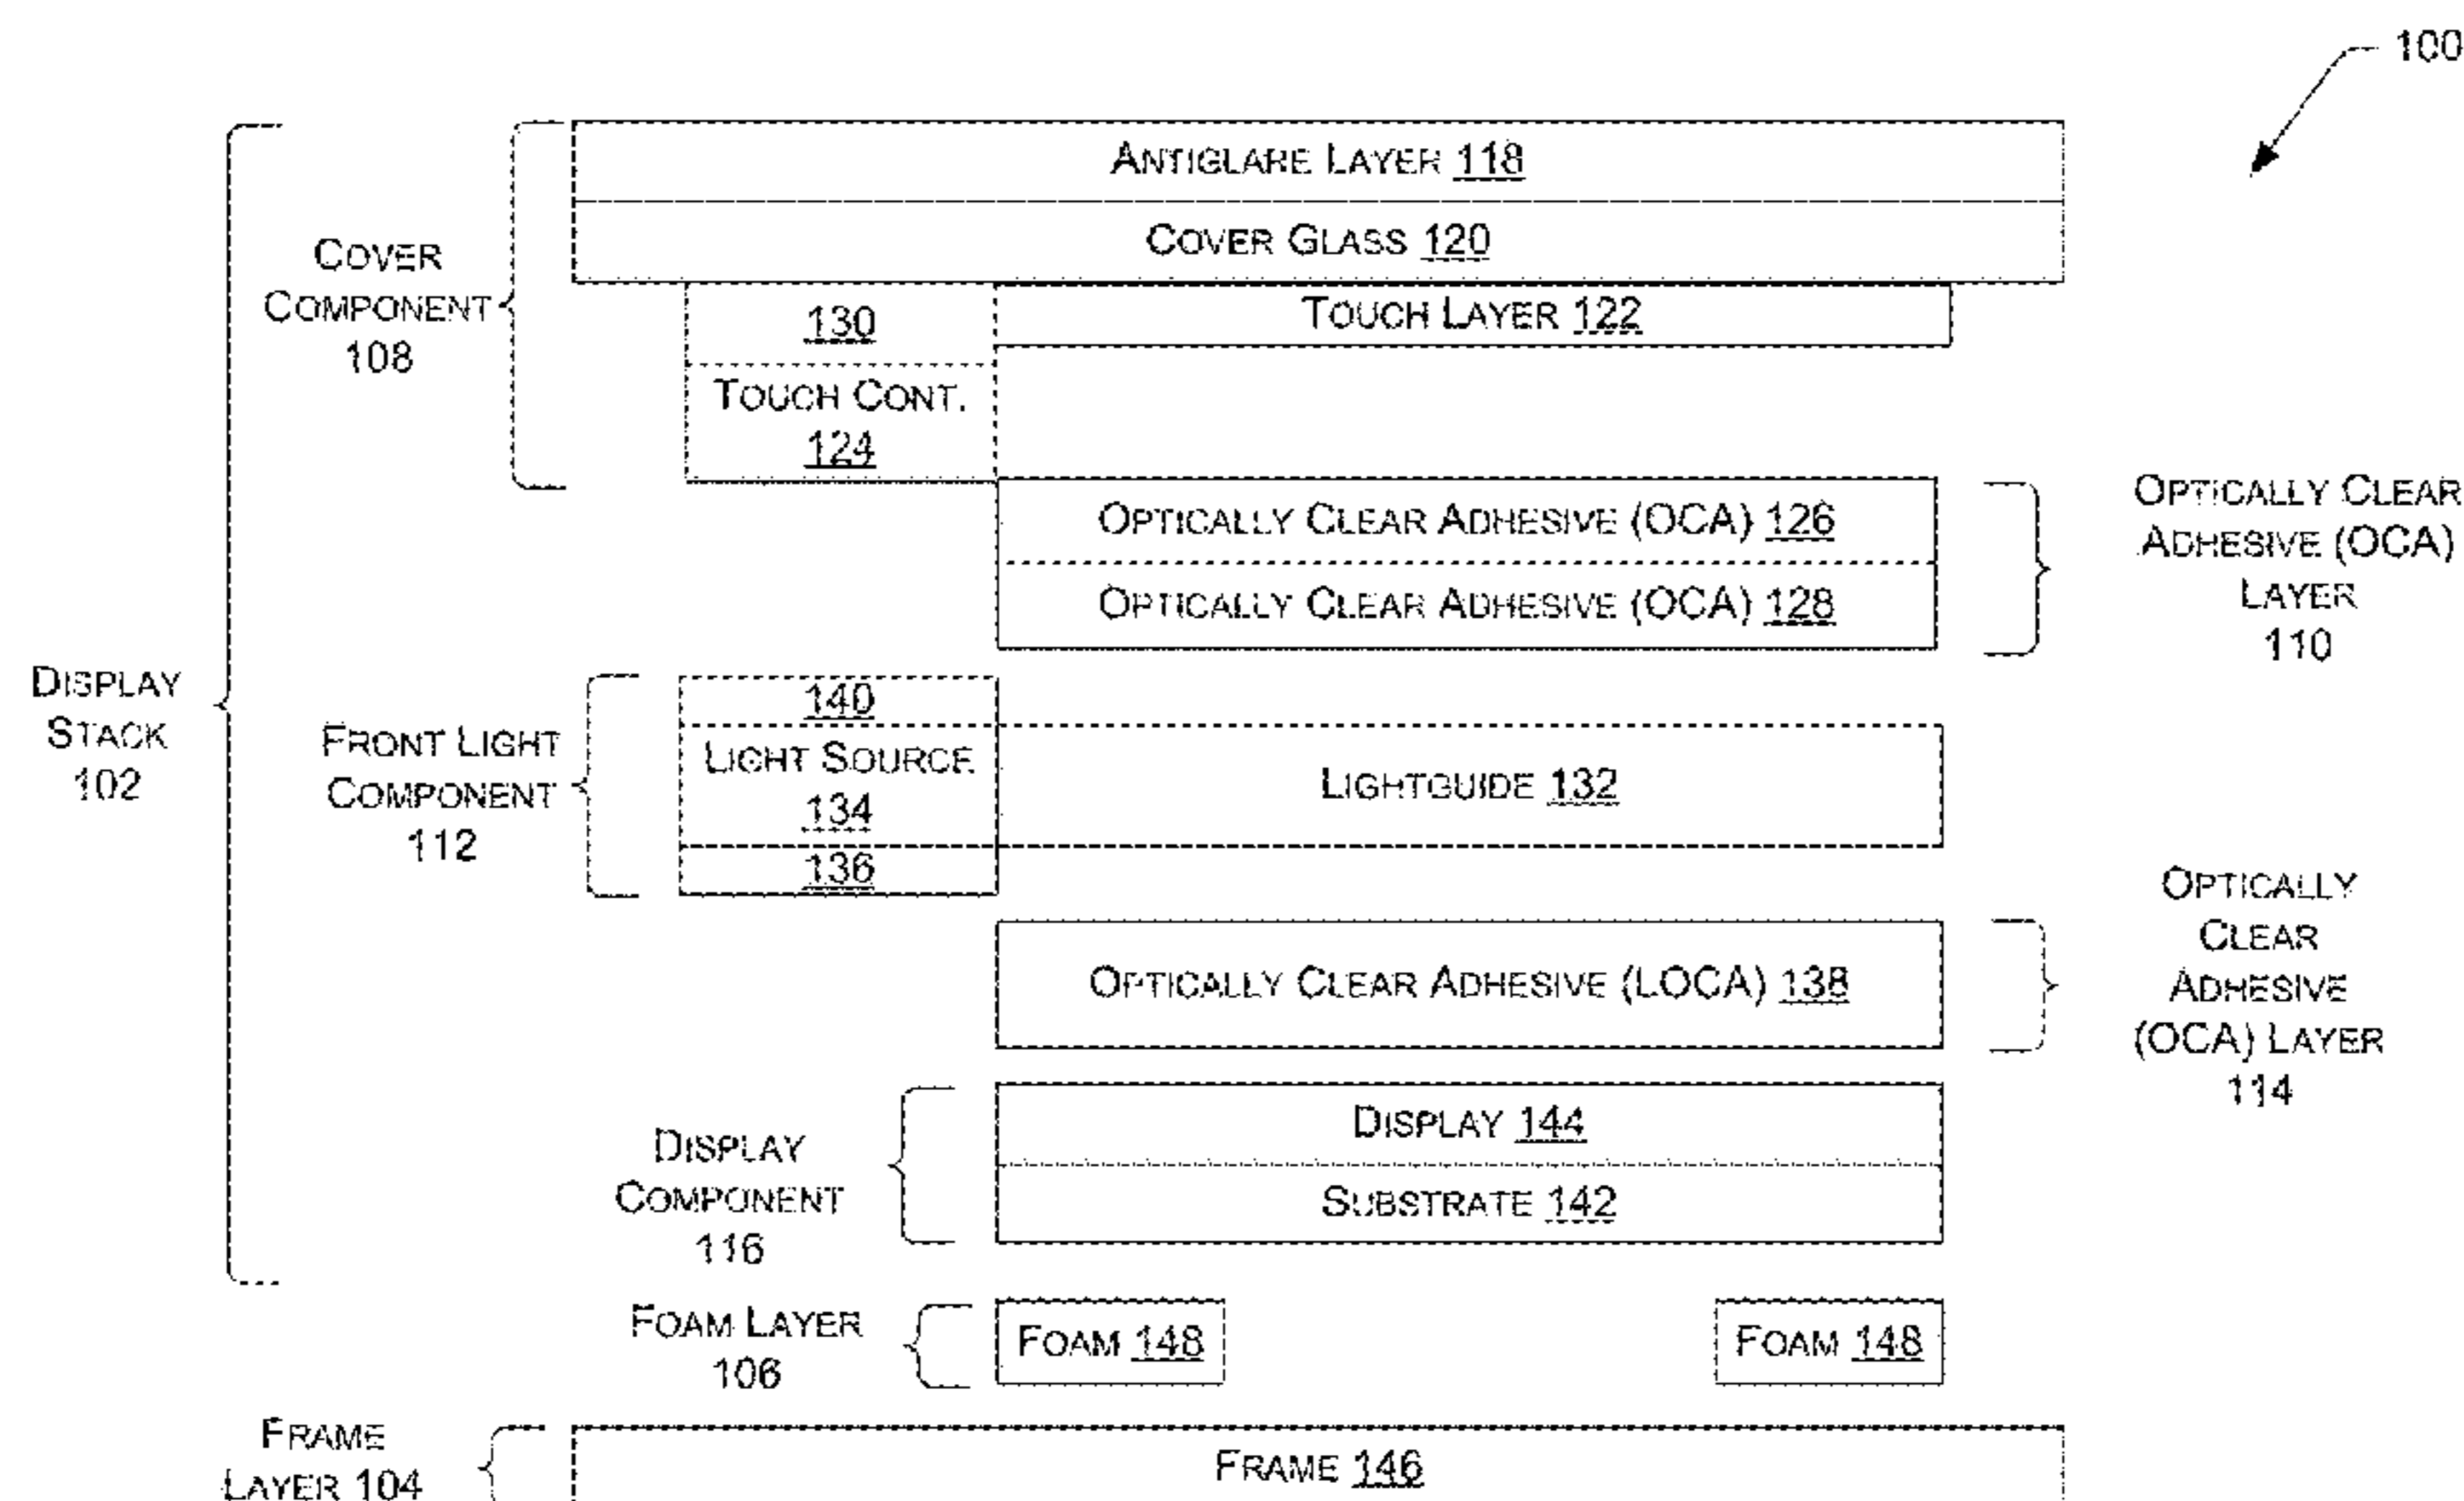 100
ANTIGLARE LAYER 118
COVER GLASS 120
COVER
COMPONENT
108
130
TOUCH LAYER 122
TOUCH CONT.
124
OPTICALLY CLEAR ADHESIVE (OCA) 126
OPTICALLY CLEAR ADHESIVE (OCA) 128
OPTICALLY CLEAR
ADHESIVE (OCA)
LAYER
110
DISPLAY
STACK
102
FRONT LIGHT
COMPONENT
112
140
LIGHT SOURCE
134
136
LIGHTGUIDE 132
OPTICALLY CLEAR ADHESIVE (LOCA) 138
OPTICALLY
CLEAR
ADHESIVE
(OCA) LAYER
114
DISPLAY
COMPONENT
116
DISPLAY 144
SUBSTRATE 142
FOAM LAYER
106
FOAM 148
FOAM 148
FRAME
LAYER 104
FRAME 146